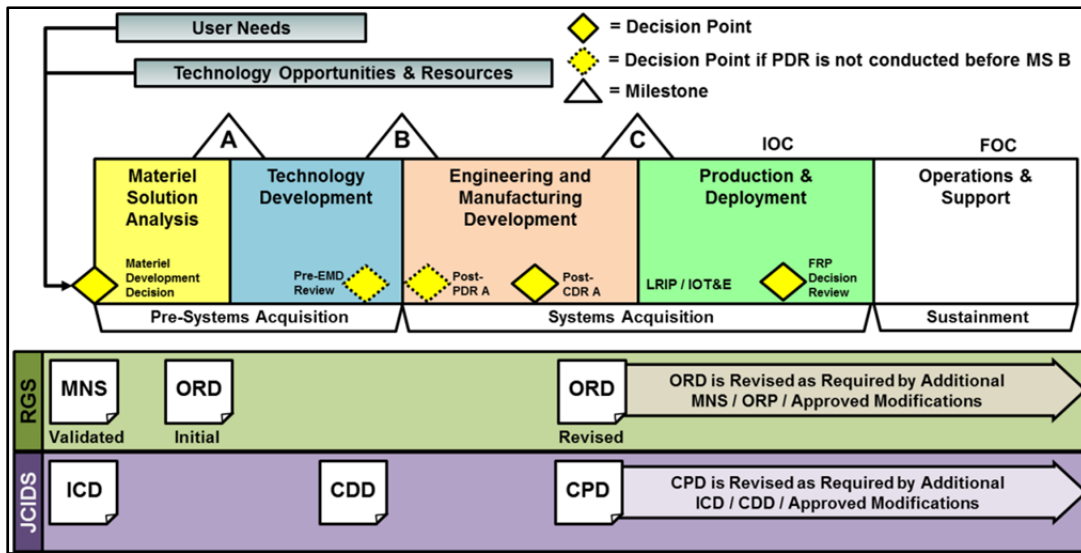 User Needs
Technology Opportunities & Resources
= Decision Point
= Decision Point if PDR is not conducted before MS B
= Milestone
A
B
C
IOC
FOC
Materiel
Solution
Analysis
Technology
Development
Engineering and
Manufacturing
Development
Production &
Deployment
Operations &
Support
Materiel
Development
Decision
Pre-EMD
Review
Post-
PDR A
Post-
CDR A
LRIP / IOT&E
FRP
Decision
Review
Pre-Systems Acquisition
Systems Acquisition
Sustainment
RGS
MNS
Validated
ORD
Initial
ORD
Revised
ORD is Revised as Required by Additional
MNS / ORP / Approved Modifications
JCIDS
ICD
CDD
CPD
CPD is Revised as Required by Additional
ICD / CDD / Approved Modifications